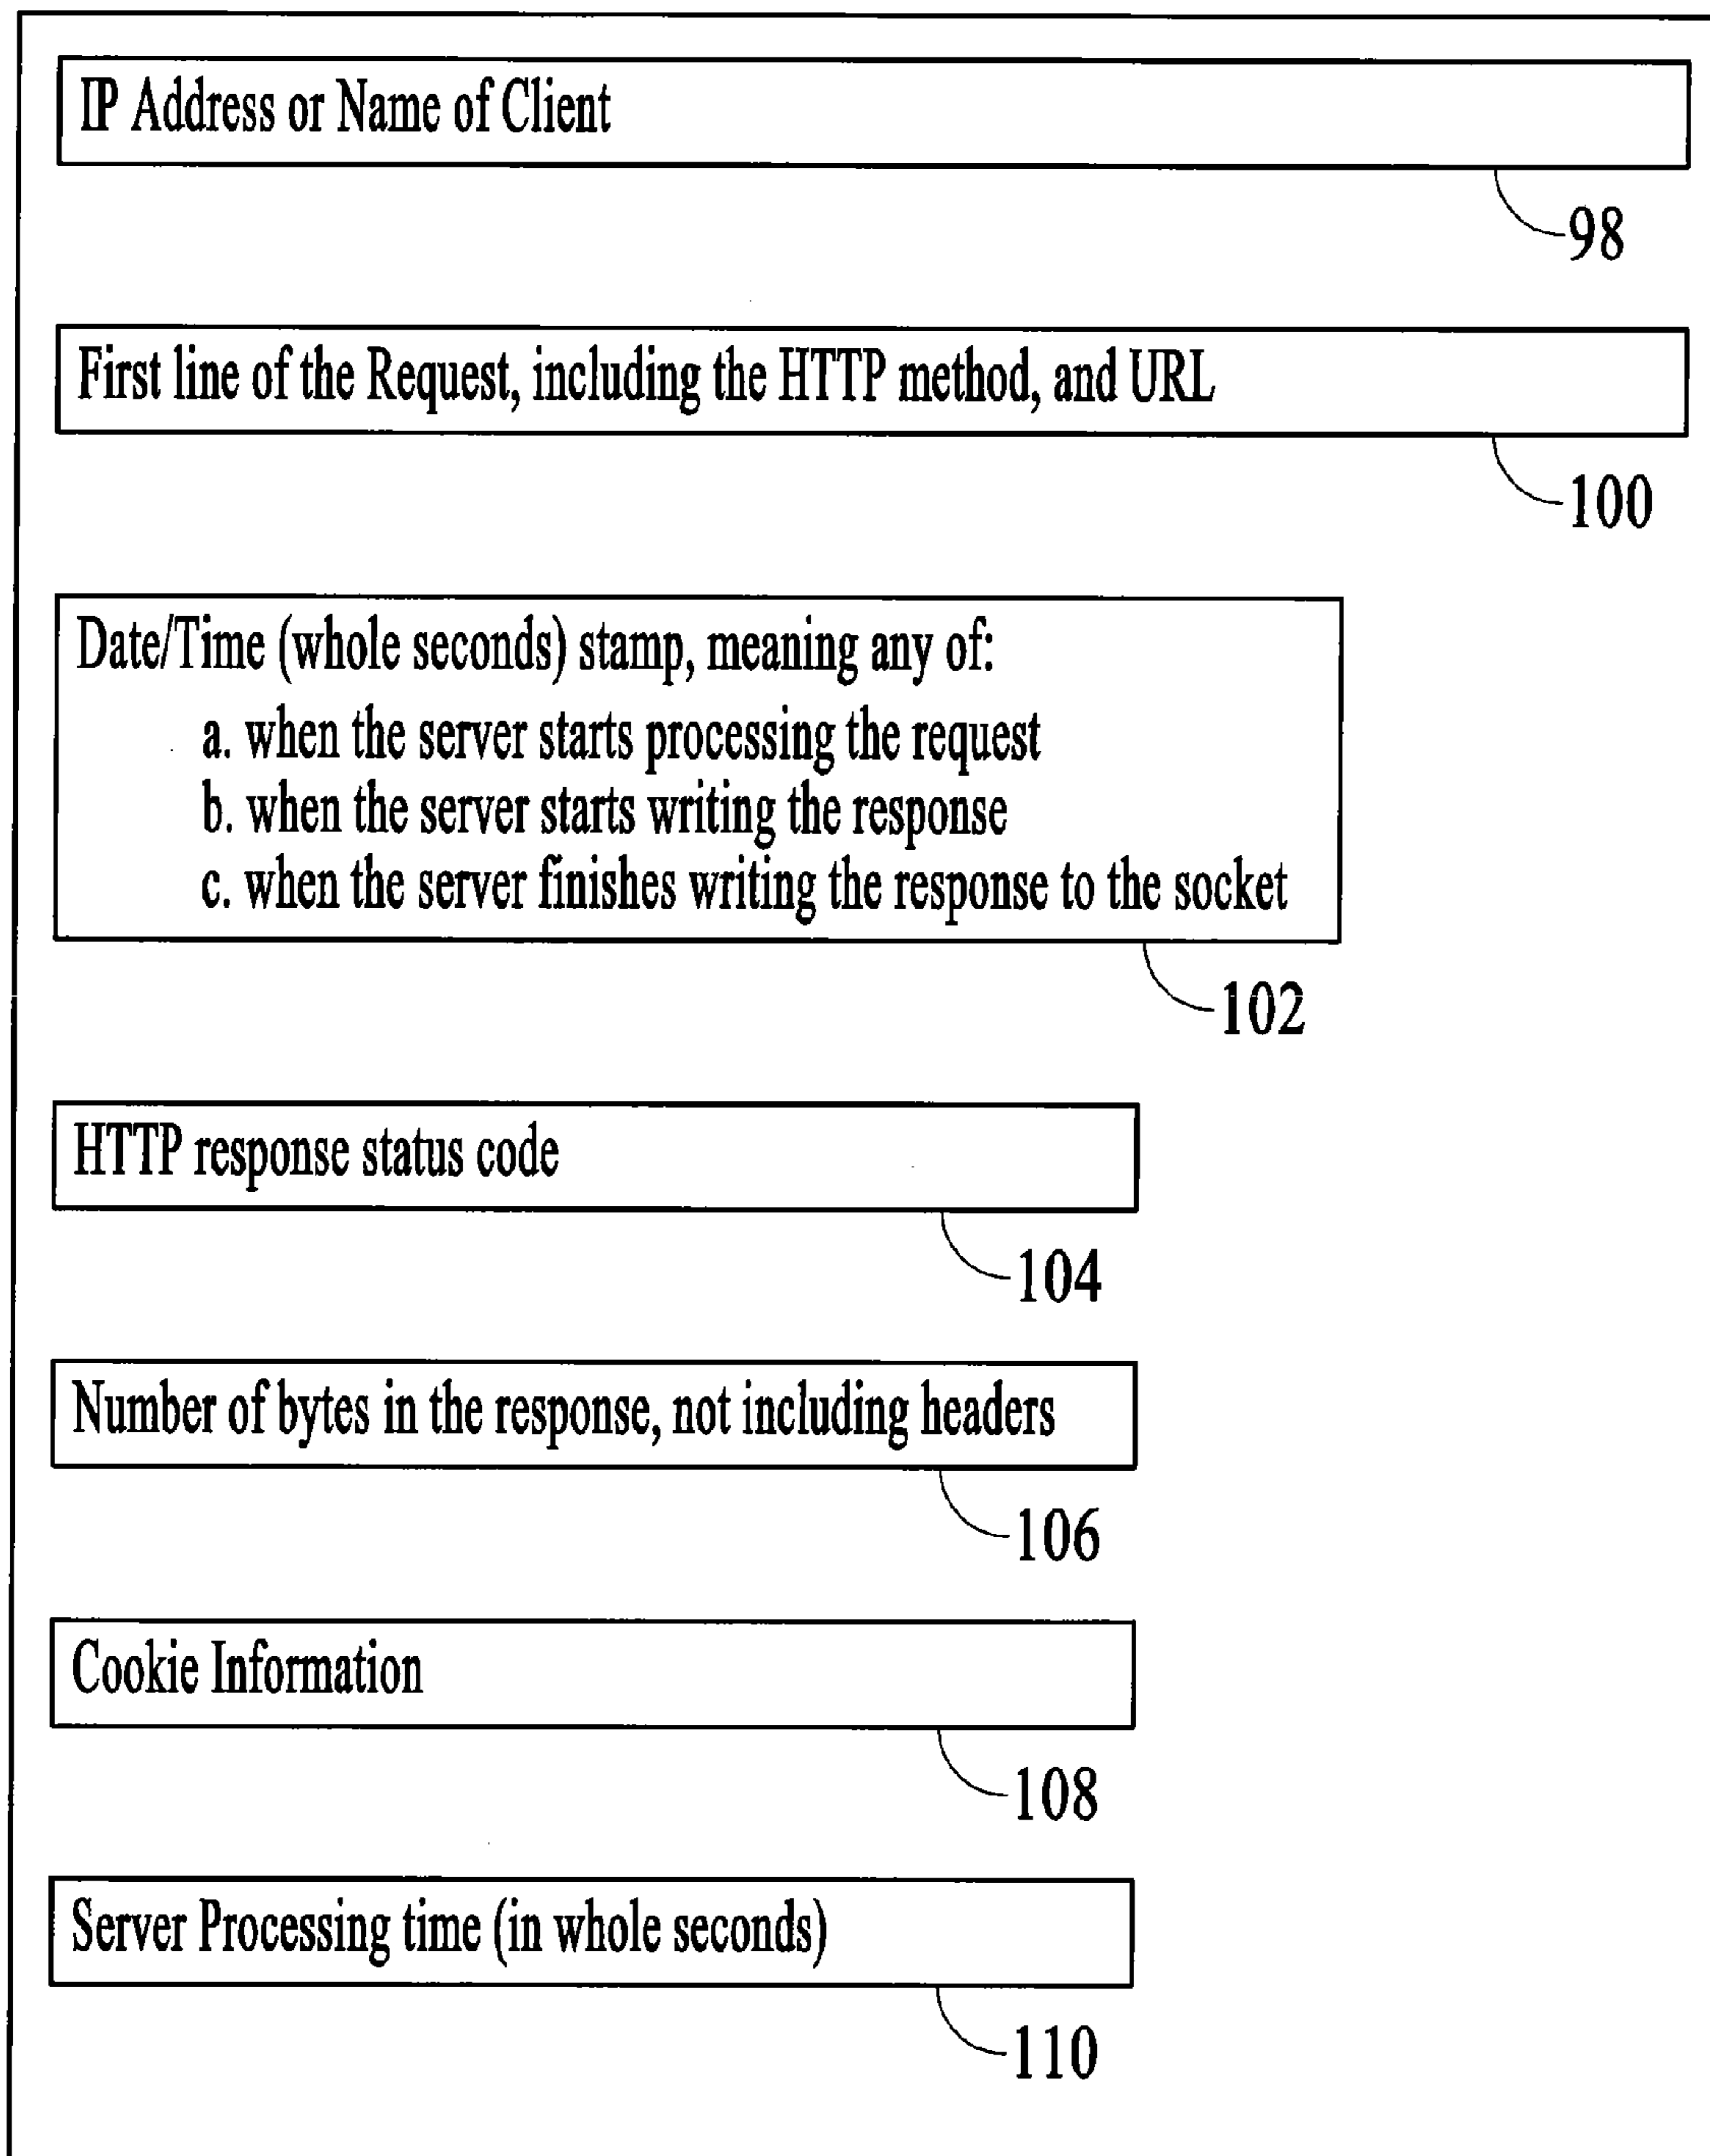 IP Address or Name of Client
98
First line of the Request, including the HTTP method, and URL
100
Date/Time (whole seconds) stamp, meaning any of:
a. when the server starts processing the request
b. when the server starts writing the response
c. when the server finishes writing the response to the socket
102
HTTP response status code
104
Number of bytes in the response, not including headers
106
Cookie Information
108
Server Processing time (in whole seconds)
110